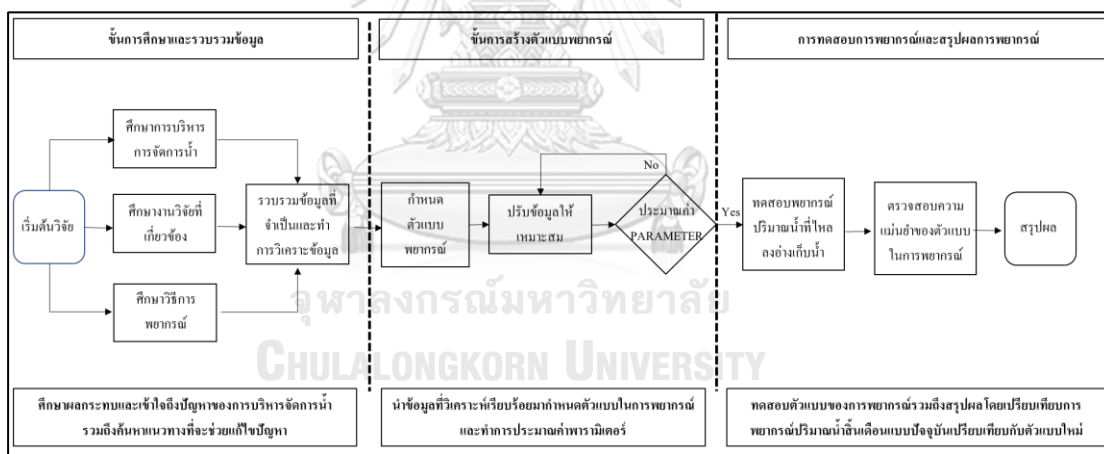 ขั้นการศึกษาและรวบรวมข้อมูล
ขั้นการสร้างตัวแบบพยากรณ์
การทดสอบการพยากรณ์และสรุปผลการพยากรณ์
เริ่มต้นวิจัย
ศึกษาการบริหาร
การจัดการน้ำ
ศึกษางานวิจัยที่
เกี่ยวข้อง
ศึกษาวิธีการ
พยากรณ์
รวบรวมข้อมูลที่
จำเป็นและทำ
การวิเคราะห์ข้อมูล
กำหนด
ตัวแบบ
พยากรณ์
ปรับข้อมูลให้
เหมาะสม
No
ประมาณค่า
PARAMETER
Yes
ทดสอบพยากรณ์
ปริมาณน้ำที่ไหล
ลงอ่างเก็บน้ำ
ตรวจสอบความ
แม่นยำของตัวแบบ
ในการพยากรณ์
สรุปผล
จุฬาลงกรณ์มหาวิทยาลัย
CHULALONGKORN UNIVERSITY
ศึกษาผลกระทบและเข้าใจถึงปัญหาของการบริหารจัดการน้ำ
รวมถึงค้นหาแนวทางที่จะช่วยแก้ไขปัญหา
นำข้อมูลที่วิเคราะห์เรียบร้อยมากำหนดตัวแบบในการพยากรณ์
และทำการประมาณค่าพารามิเตอร์
ทดสอบตัวแบบของการพยากรณ์รวมถึงสรุปผลโดยเปรียบเทียบการ
พยากรณ์ปริมาณน้ำสิ้นเดือนแบบปัจจุบันเปรียบเทียบกับตัวแบบใหม่